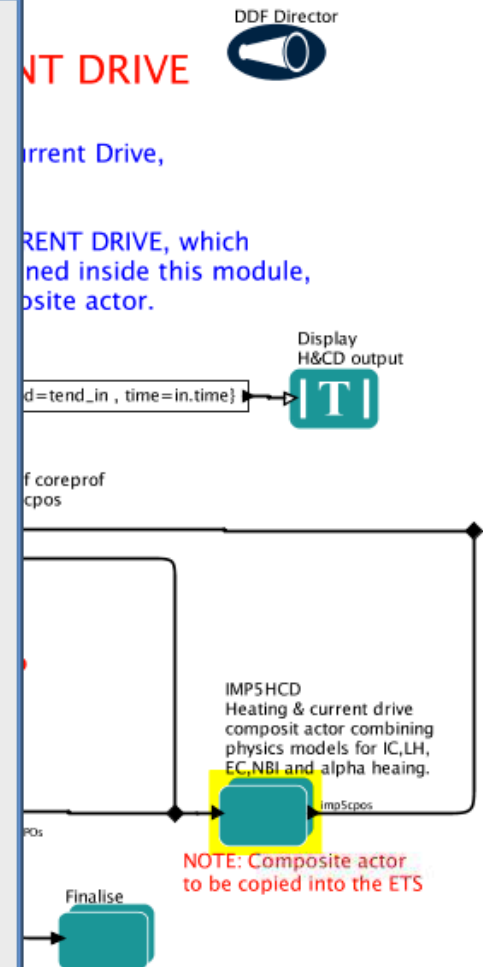 DDF Director
NT DRIVE
urrent Drive,
RENT DRIVE, which
ned inside this module,
osite actor.
Display
H&CD output
d=tend_in , time=in.time}
T
f coreprof
cpos
IMP5HCD
Heating & current drive
composit actor combining
physics models for IC,LH,
EC,NBI and alpha heaing.
imp5cpos
POs
NOTE: Composite actor
to be copied into the ETS
Finalise